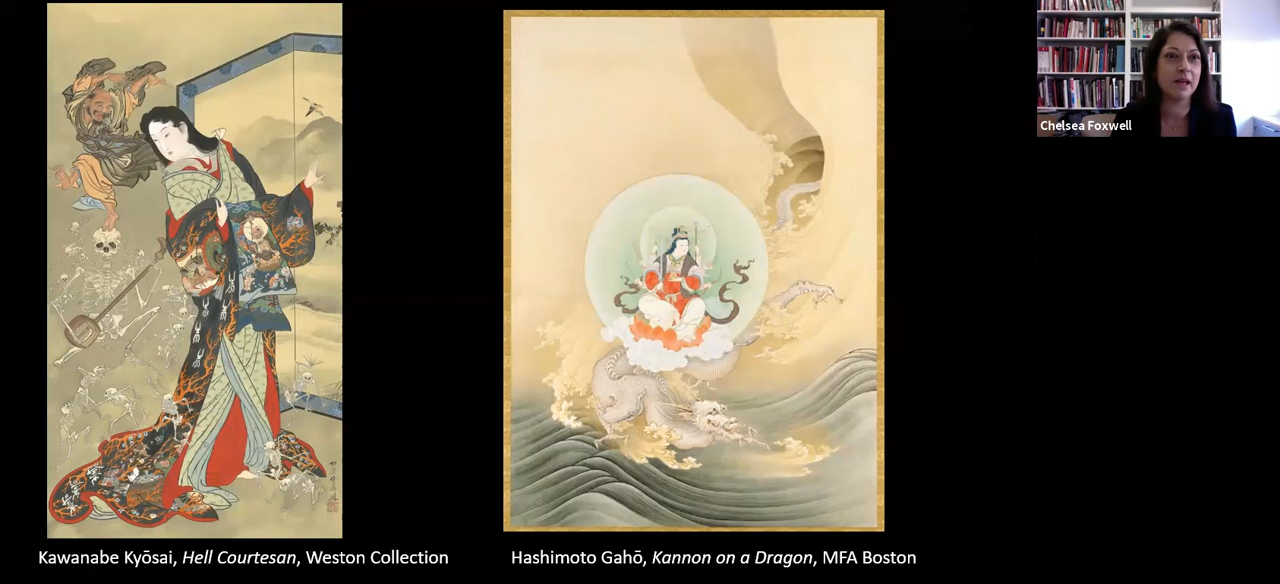 Chelsea Foxwell
Kawanabe Kyōsai, Hell Courtesan, Weston Collection
Hashimoto Gahō, Kannon on a Dragon, MFA Boston